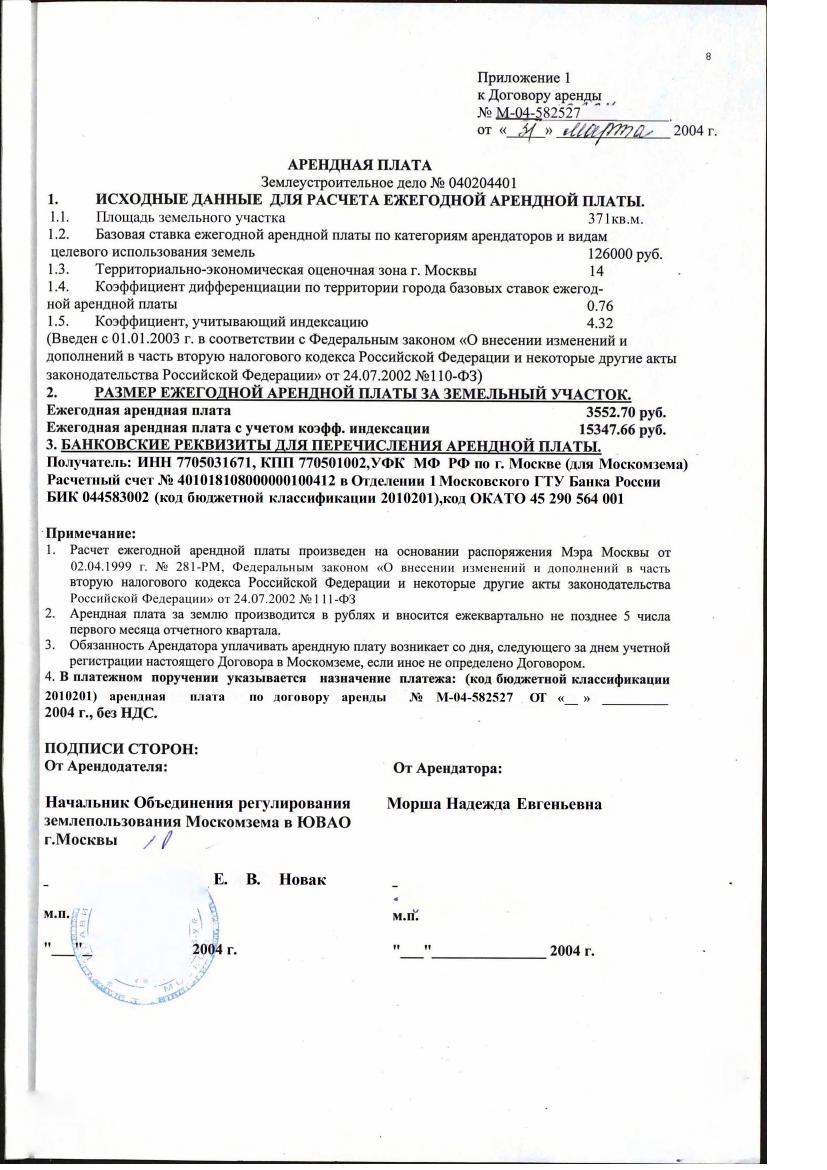 8
Приложение 1
к Договору аренды
№ М-04-582527
от «31» марта 2004 г.
АРЕНДНАЯ ПЛАТА
Землеустроительное дело № 040204401
1. ИСХОДНЫЕ ДАННЫЕ ДЛЯ РАСЧЕТА ЕЖЕГОДНОЙ АРЕНДНОЙ ПЛАТЫ.
1.1. Площадь земельного участка 371кв.м.
1.2. Базовая ставка ежегодной арендной платы по категориям арендаторов и видам
целевого использования земель 126000 руб.
1.3. Территориально-экономическая оценочная зона г. Москвы 14
1.4. Коэффициент дифференциации по территории города базовых ставок ежегод-
ной арендной платы 0.76
1.5. Коэффициент, учитывающий индексацию 4.32
(Введен с 01.01.2003 г. в соответствии с Федеральным законом «О внесении изменений и
дополнений в часть вторую налогового кодекса Российской Федерации и некоторые другие акты
законодательства Российской Федерации» от 24.07.2002 №110-ФЗ)
2. РАЗМЕР ЕЖЕГОДНОЙ АРЕНДНОЙ ПЛАТЫ ЗА ЗЕМЕЛЬНЫЙ УЧАСТОК.
Ежегодная арендная плата 3552.70 руб.
Ежегодная арендная плата с учетом коэфф. индексации 15347.66 руб.
3. БАНКОВСКИЕ РЕКВИЗИТЫ ДЛЯ ПЕРЕЧИСЛЕНИЯ АРЕНДНОЙ ПЛАТЫ.
Получатель: ИНН 7705031671, КПП 770501002,УФК МФ РФ по г. Москве (для Москомзема)
Расчетный счет № 40101810800000010​0412 в Отделении 1 Московского ГТУ Банка России
БИК 044583002 (код бюджетной классификации 2010201),код ОКАТО 45 290 564 001
Примечание:
1. Расчет ежегодной арендной платы произведен на основании распоряжения Мэра Москвы от
02.04.1999 г. № 281-РМ, Федеральным законом «О внесении изменений и дополнений в часть
вторую налогового кодекса Российской Федерации и некоторые другие акты законодательства
Российской Федерации» от 24.07.2002 №111-ФЗ
2. Арендная плата за землю производится в рублях и вносится ежеквартально не позднее 5 числа
первого месяца отчетного квартала.
3. Обязанность Арендатора уплачивать арендную плату возникает со дня, следующего за днем учетной
регистрации настоящего Договора в Москомземе, если иное не определено Договором.
4. В платежном поручении указывается назначение платежа: (код бюджетной классификации
2010201) арендная плата по договору аренды № М-04-582527 ОТ «__ » __________
2004 г., без НДС.
ПОДПИСИ СТОРОН:
От Арендодателя: От Арендатора:
Начальник Объединения регулирования Морша Надежда Евгеньевна
землепользования Москомзема в ЮВАО
г.Москвы
Е. В. Новак
м.п. м.п.
"___"_ 2004 г. "___"________________ 2004 г.